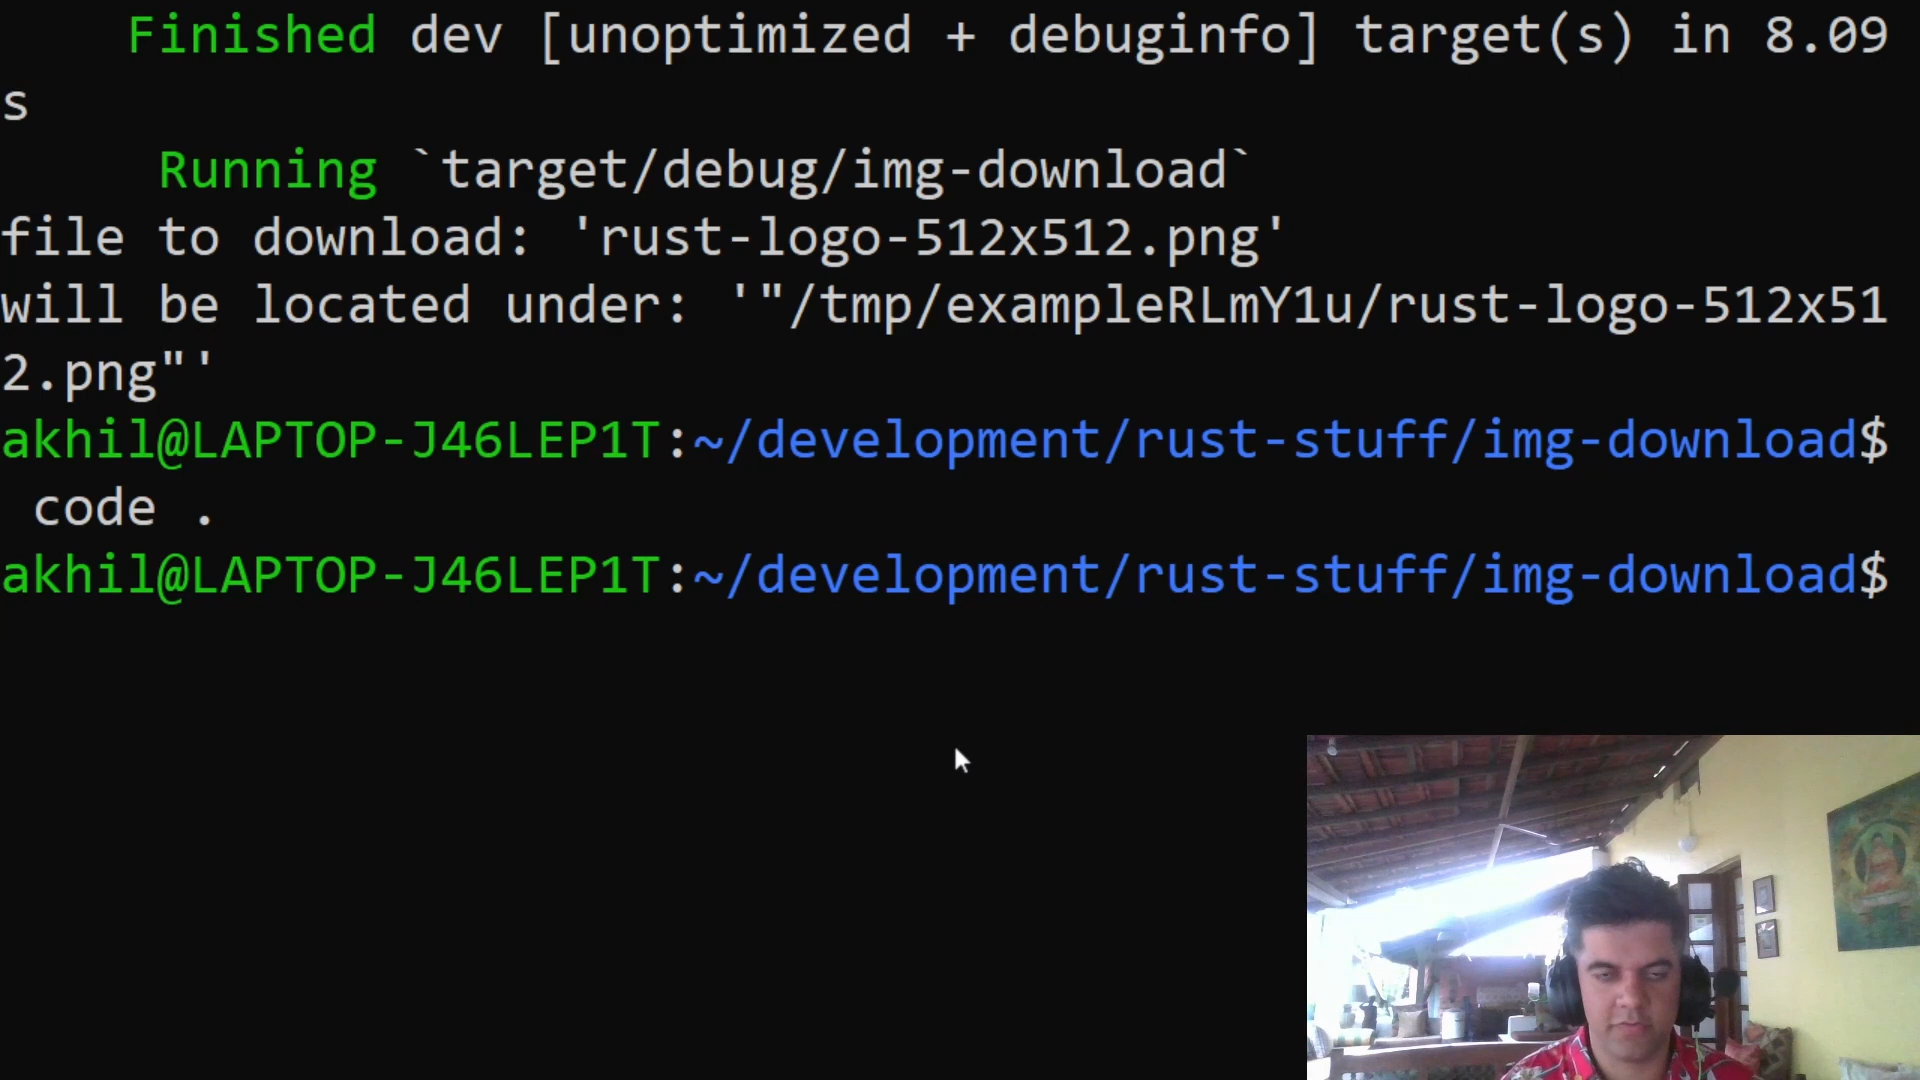 Finished dev [unoptimized + debuginfo] target(s) in 8.09
s
Running `target/debug/img-download`
file to download: 'rust-logo-512x512.png'
will be located under: '"/tmp/exampleRLmY1u/rust-logo-512x51
2.png"'
akhil@LAPTOP-J46LEP1T:~/development/rust-stuff/img-download$
code .
akhil@LAPTOP-J46LEP1T:~/development/rust-stuff/img-download$